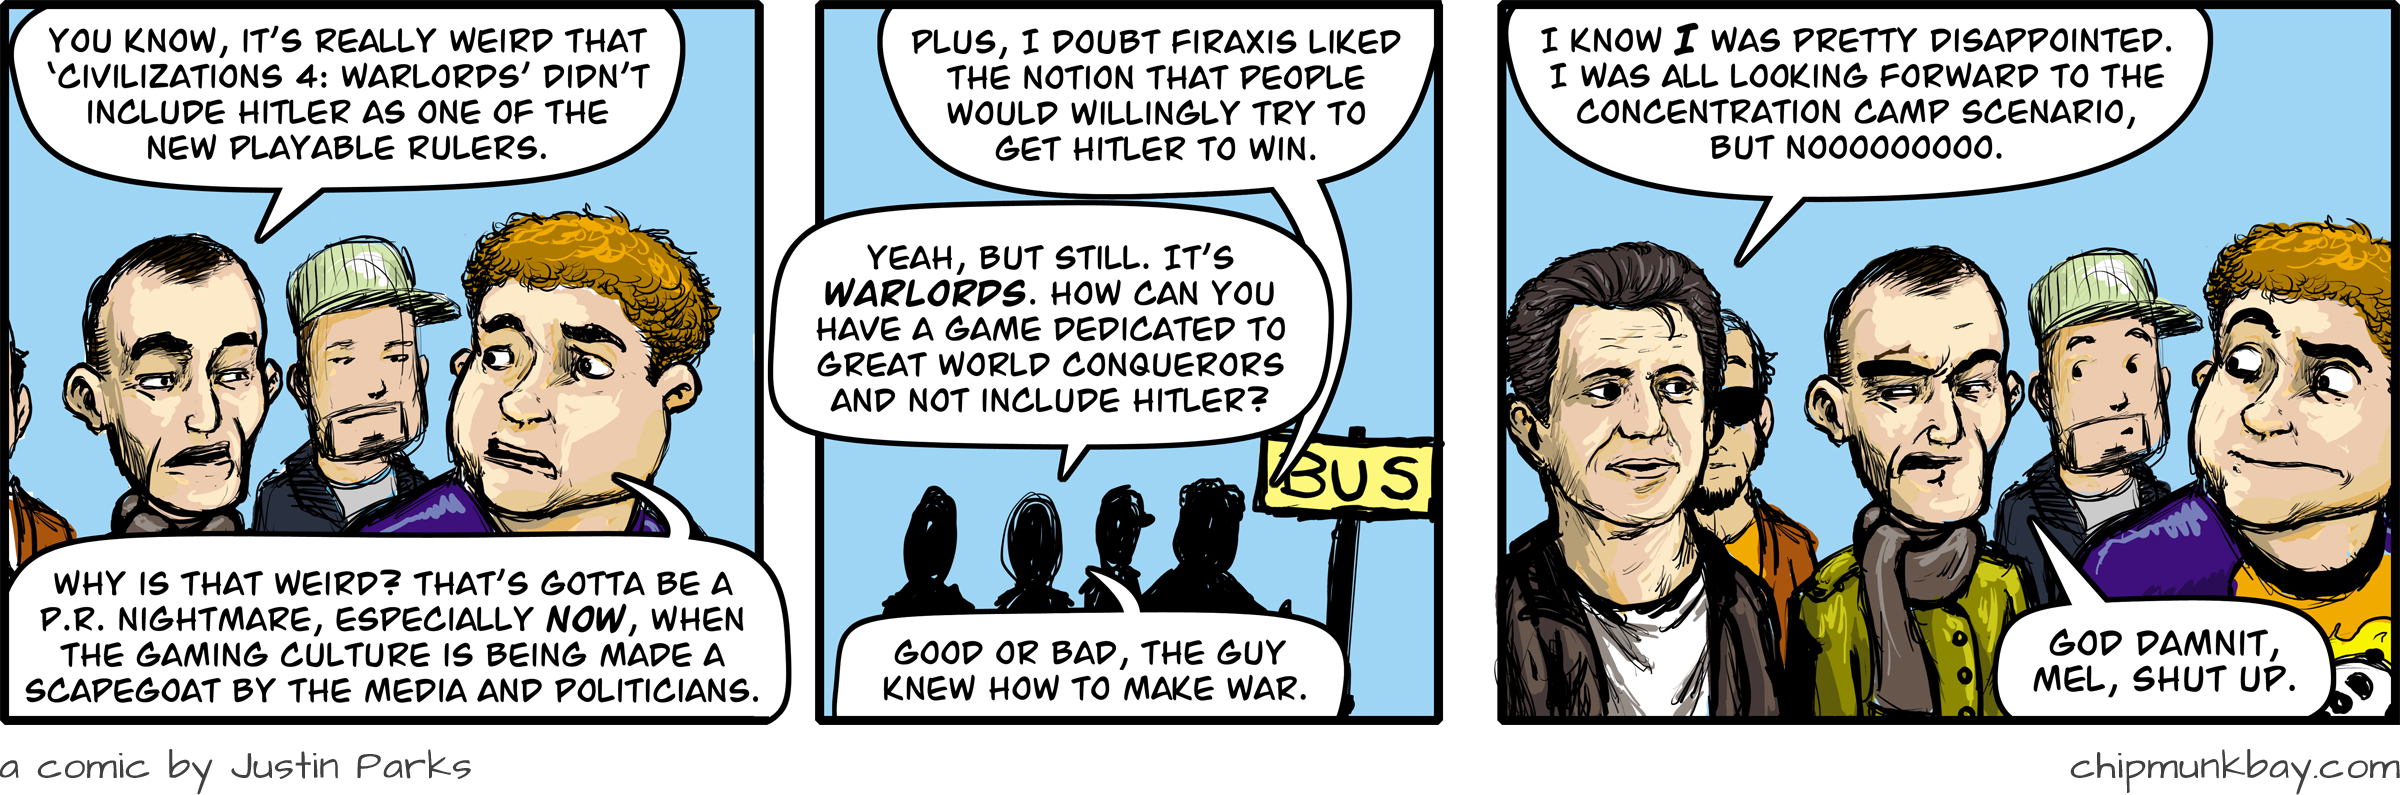 YOU KNOW, IT'S REALLY WEIRD THAT
'CIVILIZATIONS 4: WARLORDS' DIDN'T
INCLUDE HITLER AS ONE OF THE
NEW PLAYABLE RULERS.
WHY IS THAT WEIRD? THAT'S GOTTA BE A
P.R. NIGHTMARE, ESPECIALLY NOW, WHEN
THE GAMING CULTURE IS BEING MADE A
SCAPEGOAT BY THE MEDIA AND POLITICIANS.
PLUS, I DOUBT FIRAXIS LIKED
THE NOTION THAT PEOPLE
WOULD WILLINGLY TRY TO
GET HITLER TO WIN.
YEAH, BUT STILL. IT'S
WARLORDS. HOW CAN YOU
HAVE A GAME DEDICATED TO
GREAT WORLD CONQUERORS
AND NOT INCLUDE HITLER?
BUS
GOOD OR BAD, THE GUY
KNEW HOW TO MAKE WAR.
I KNOW I WAS PRETTY DISAPPOINTED.
I WAS ALL LOOKING FORWARD TO THE
CONCENTRATION CAMP SCENARIO,
BUT NOOOOOOOOO.
GOD DAMNIT,
MEL, SHUT UP.
a comic by Justin Parks
chipmunkbay.com